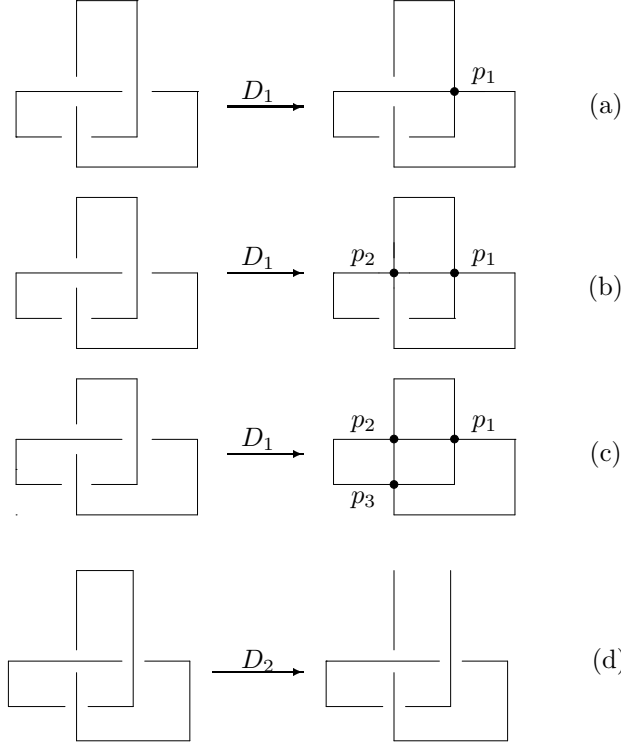 D₁ p₁ (a)
D₁ p₂ p₁ (b)
D₁ p₂ p₁ p₃ (c)
D₂ (d)